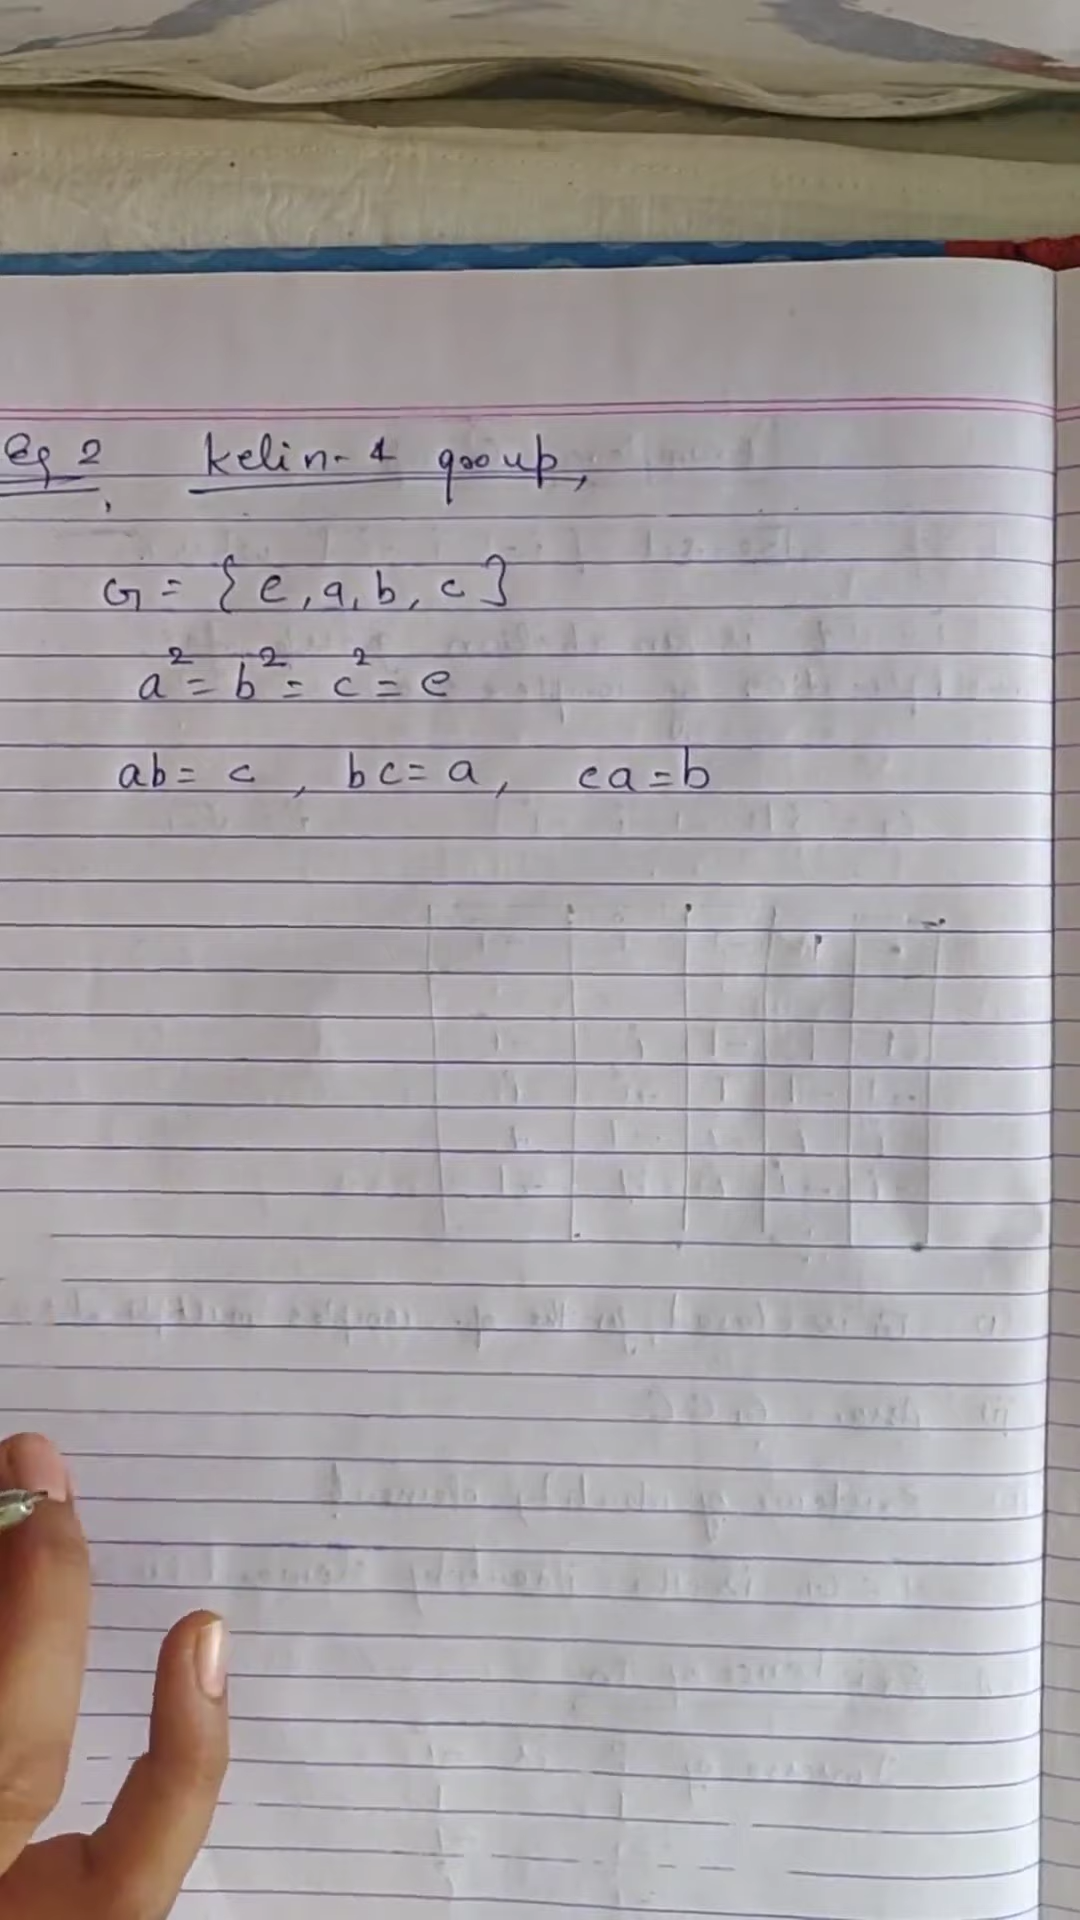 Eg 2, Kelin-4 group,
G = {e, a, b, c}
a² = b² = c² = e
ab = c, bc = a, ca = b